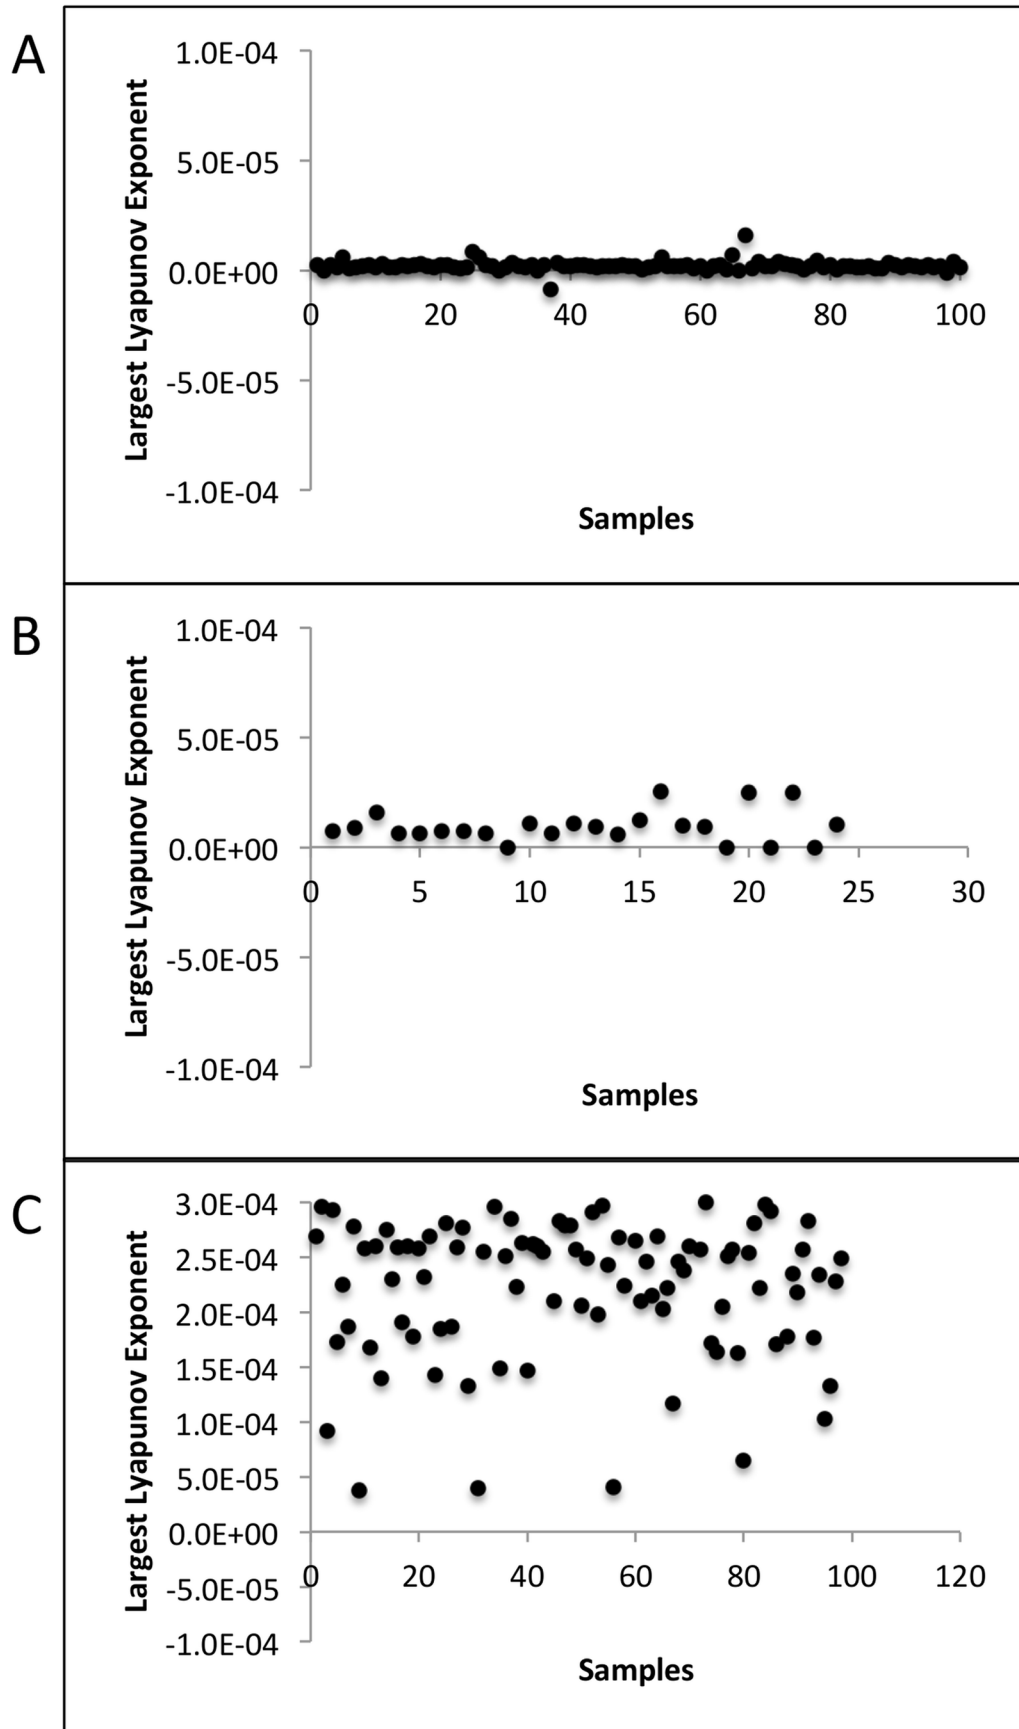 A
Largest Lyapunov Exponent
1.0E-04
5.0E-05
0.0E+00
-5.0E-05
-1.0E-04
0 20 40 60 80 100
Samples
B
Largest Lyapunov Exponent
1.0E-04
5.0E-05
0.0E+00
-5.0E-05
-1.0E-04
0 5 10 15 20 25 30
Samples
C
Largest Lyapunov Exponent
3.0E-04
2.5E-04
2.0E-04
1.5E-04
1.0E-04
5.0E-05
0.0E+00
-5.0E-05
-1.0E-04
0 20 40 60 80 100 120
Samples